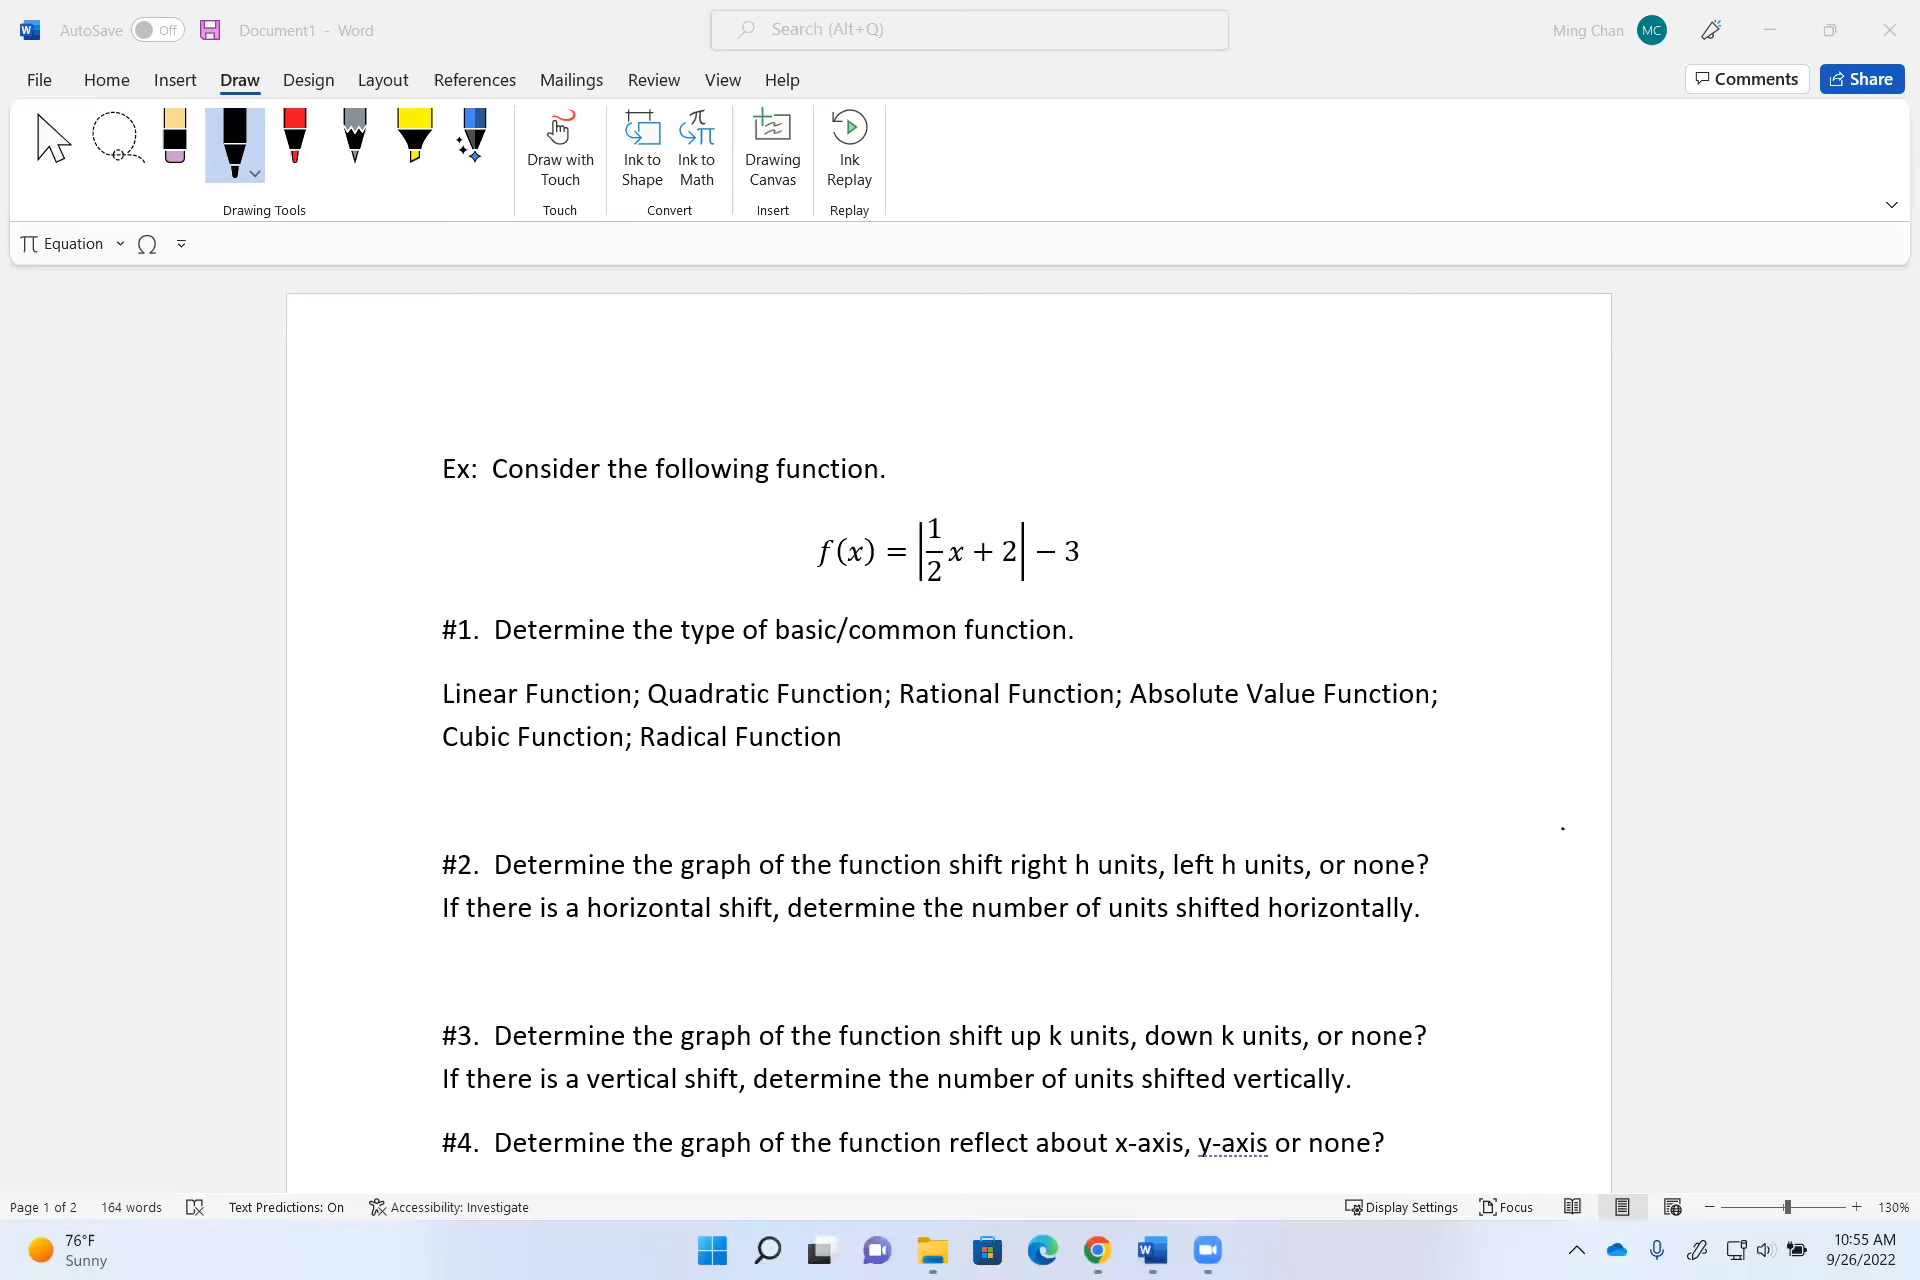 AutoSave Off Document1 - Word Search (Alt+Q) Ming Chan MC
File Home Insert Draw Design Layout References Mailings Review View Help Comments Share
Draw with Touch Ink to Shape Ink to Math Drawing Canvas Ink Replay
Drawing Tools Touch Convert Insert Replay
π Equation Ω
Ex: Consider the following function.
f(x) = |1/2 x + 2| − 3
#1. Determine the type of basic/common function.
Linear Function; Quadratic Function; Rational Function; Absolute Value Function;
Cubic Function; Radical Function
#2. Determine the graph of the function shift right h units, left h units, or none?
If there is a horizontal shift, determine the number of units shifted horizontally.
#3. Determine the graph of the function shift up k units, down k units, or none?
If there is a vertical shift, determine the number of units shifted vertically.
#4. Determine the graph of the function reflect about x-axis, y-axis or none?
Page 1 of 2 164 words Text Predictions: On Accessibility: Investigate Display Settings Focus 130%
76°F
Sunny
10:55 AM
9/26/2022